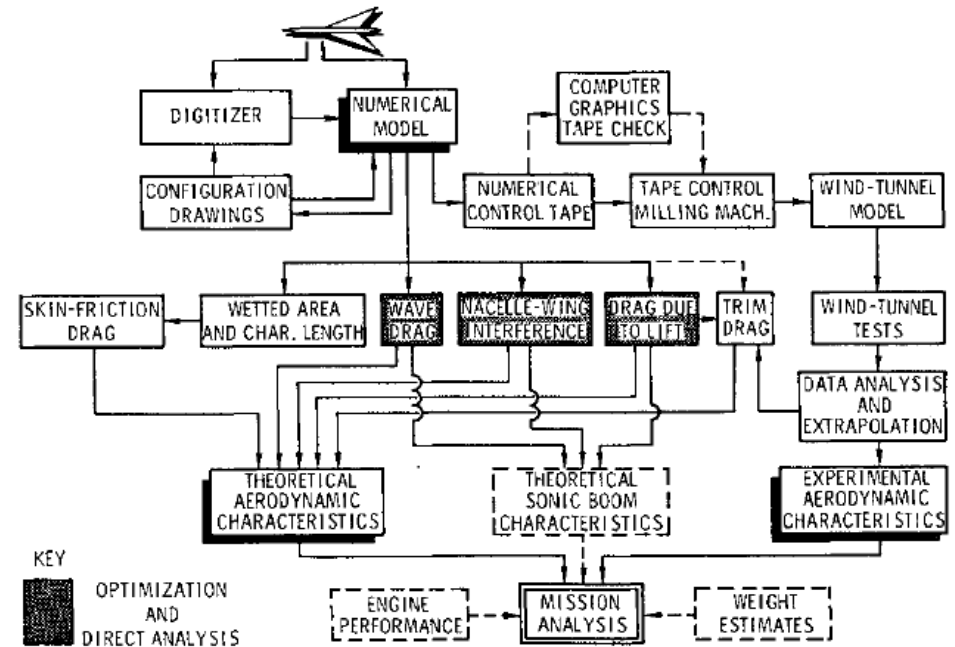 COMPUTER
GRAPHICS
TAPE CHECK
DIGITIZER
NUMERICAL
MODEL
CONFIGURATION
DRAWINGS
NUMERICAL
CONTROL TAPE
TAPE CONTROL
MILLING MACH.
WIND-TUNNEL
MODEL
SKIN-FRICTION
DRAG
WETTED AREA
AND CHAR. LENGTH
WAVE
DRAG
NACELLE-WING
INTERFERENCE
DRAG DUE
TO LIFT
TRIM
DRAG
WIND-TUNNEL
TESTS
DATA ANALYSIS
AND
EXTRAPOLATION
THEORETICAL
AERODYNAMIC
CHARACTERISTICS
THEORETICAL
SONIC BOOM
CHARACTERISTICS
EXPERIMENTAL
AERODYNAMIC
CHARACTERISTICS
KEY
OPTIMIZATION
AND
DIRECT ANALYSIS
ENGINE
PERFORMANCE
MISSION
ANALYSIS
WEIGHT
ESTIMATES